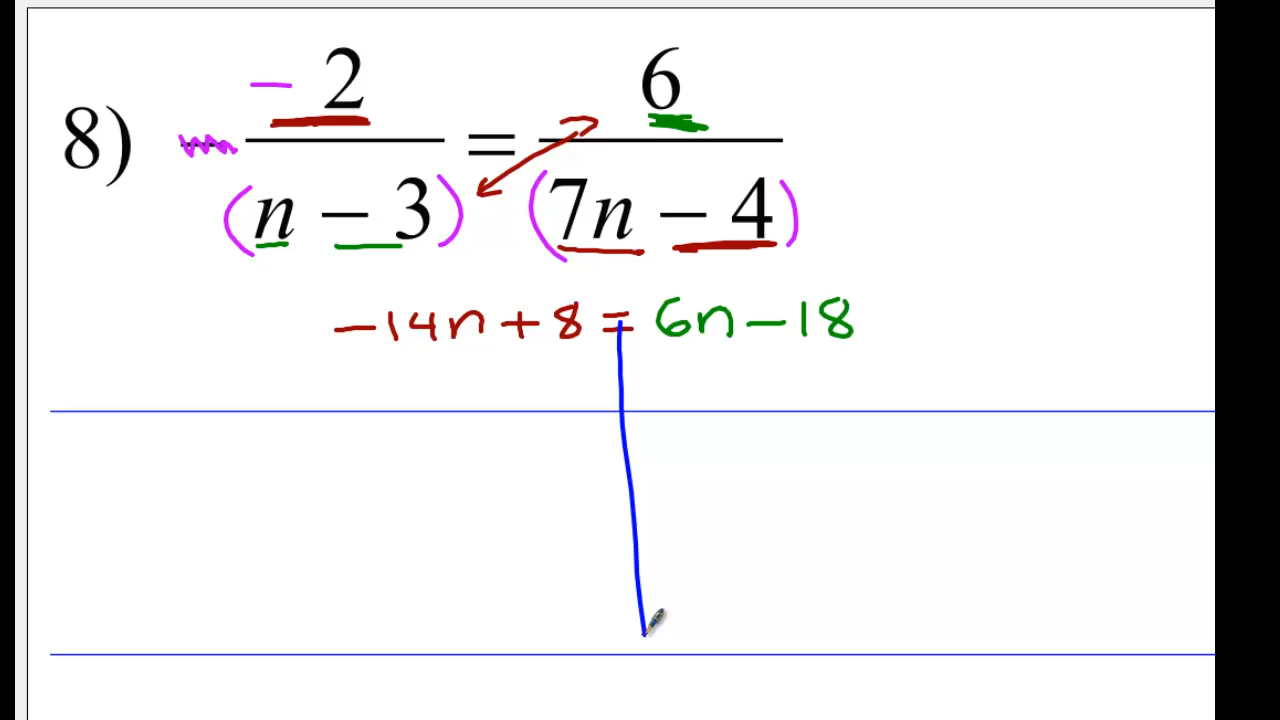 8) - 2 / (n − 3) = 6 / (7n − 4)
−14n + 8 = 6n − 18